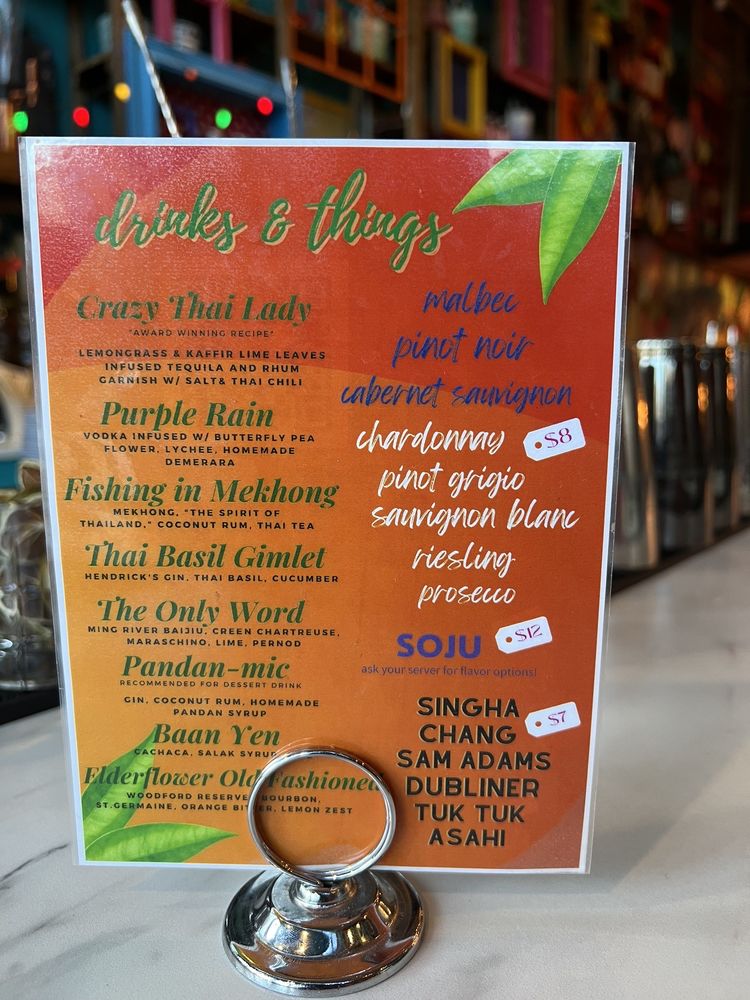 drinks & things
Crazy Thai Lady
"AWARD WINNING RECIPE"
LEMONGRASS & KAFFIR LIME LEAVES
INFUSED TEQUILA AND RHUM
GARNISH W/ SALT& THAI CHILI
Purple Rain
VODKA INFUSED W/ BUTTERFLY PEA
FLOWER, LYCHEE, HOMEMADE
DEMERARA
Fishing in Mekhong
MEKHONG, "THE SPIRIT OF
THAILAND," COCONUT RUM, THAI TEA
Thai Basil Gimlet
HENDRICK'S GIN, THAI BASIL, CUCUMBER
The Only Word
MING RIVER BAIJIU, CREEN CHARTREUSE,
MARASCHINO, LIME, PERNOD
Pandan-mic
RECOMMENDED FOR DESSERT DRINK
GIN, COCONUT RUM, HOMEMADE
PANDAN SYRUP
Baan Yen
CACHACA, SALAK SYRUP
Elderflower Old Fashioned
WOODFORD RESERVE BOURBON,
ST.GERMAINE, ORANGE BITTER, LEMON ZEST
malbec
pinot noir
cabernet sauvignon
chardonnay $8
pinot grigio
sauvignon blanc
riesling
prosecco
SOJU $12
ask your server for flavor options!
SINGHA $7
CHANG
SAM ADAMS
DUBLINER
TUK TUK
ASAHI